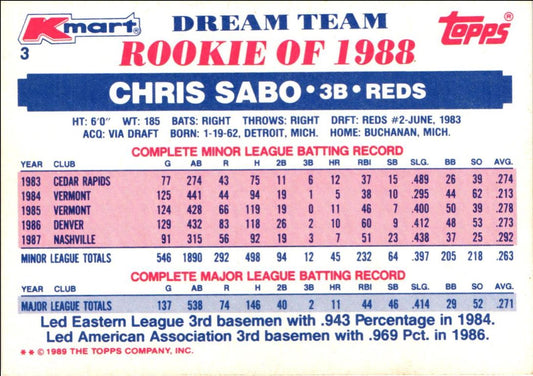 Kmart® DREAM TEAM Topps®
3 ROOKIE OF 1988
CHRIS SABO • 3B • REDS
HT: 6'0" WT: 185 BATS: RIGHT THROWS: RIGHT DRFT: REDS #2-JUNE, 1983
ACQ: VIA DRAFT BORN: 1-19-62, DETROIT, MICH. HOME: BUCHANAN, MICH.
COMPLETE MINOR LEAGUE BATTING RECORD
YEAR CLUB G AB R H 2B 3B HR RBI SB SLG. BB SO AVG.
1983 CEDAR RAPIDS 77 274 43 75 11 6 12 37 15 .489 26 39 .274
1984 VERMONT 125 441 44 94 19 1 5 38 10 .295 44 62 .213
1985 VERMONT 124 428 66 119 19 0 11 46 7 .400 50 39 .278
1986 DENVER 129 432 83 118 26 2 10 60 9 .412 48 53 .273
1987 NASHVILLE 91 315 56 92 19 3 7 51 23 .438 37 25 .292
MINOR LEAGUE TOTALS 546 1890 292 498 94 12 45 232 64 .397 205 218 .263
COMPLETE MAJOR LEAGUE BATTING RECORD
MAJOR LEAGUE TOTALS 137 538 74 146 40 2 11 44 46 .414 29 52 .271
Led Eastern League 3rd basemen with .943 Percentage in 1984.
Led American Association 3rd basemen with .969 Pct. in 1986.
** © 1989 THE TOPPS COMPANY, INC.